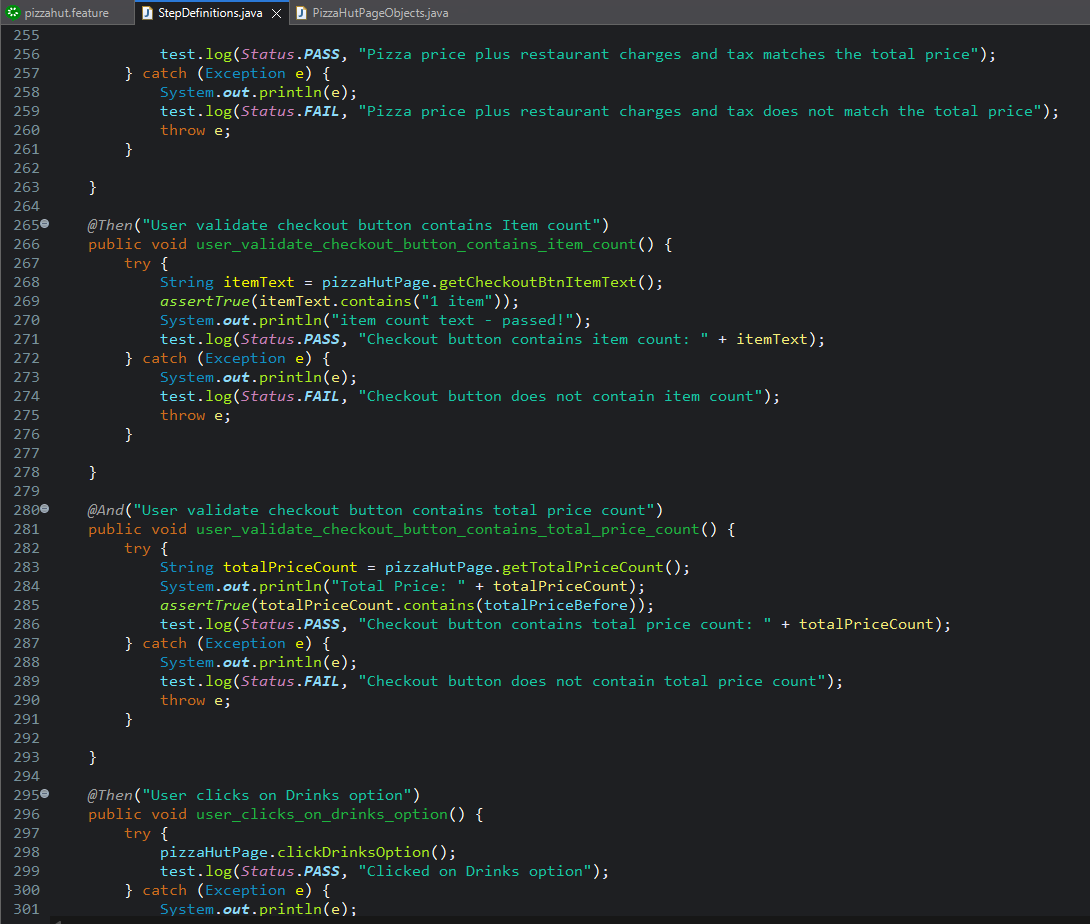 pizzahut.feature StepDefinitions.java PizzaHutPageObjects.java
255
256 test.log(Status.PASS, "Pizza price plus restaurant charges and tax matches the total price");
257 } catch (Exception e) {
258 System.out.println(e);
259 test.log(Status.FAIL, "Pizza price plus restaurant charges and tax does not match the total price");
260 throw e;
261 }
262
263 }
264
265 @Then("User validate checkout button contains Item count")
266 public void user_validate_checkout_button_contains_item_count() {
267 try {
268 String itemText = pizzaHutPage.getCheckoutBtnItemText();
269 assertTrue(itemText.contains("1 item"));
270 System.out.println("item count text - passed!");
271 test.log(Status.PASS, "Checkout button contains item count: " + itemText);
272 } catch (Exception e) {
273 System.out.println(e);
274 test.log(Status.FAIL, "Checkout button does not contain item count");
275 throw e;
276 }
277
278 }
279
280 @And("User validate checkout button contains total price count")
281 public void user_validate_checkout_button_contains_total_price_count() {
282 try {
283 String totalPriceCount = pizzaHutPage.getTotalPriceCount();
284 System.out.println("Total Price: " + totalPriceCount);
285 assertTrue(totalPriceCount.contains(totalPriceBefore));
286 test.log(Status.PASS, "Checkout button contains total price count: " + totalPriceCount);
287 } catch (Exception e) {
288 System.out.println(e);
289 test.log(Status.FAIL, "Checkout button does not contain total price count");
290 throw e;
291 }
292
293 }
294
295 @Then("User clicks on Drinks option")
296 public void user_clicks_on_drinks_option() {
297 try {
298 pizzaHutPage.clickDrinksOption();
299 test.log(Status.PASS, "Clicked on Drinks option");
300 } catch (Exception e) {
301 System.out.println(e);